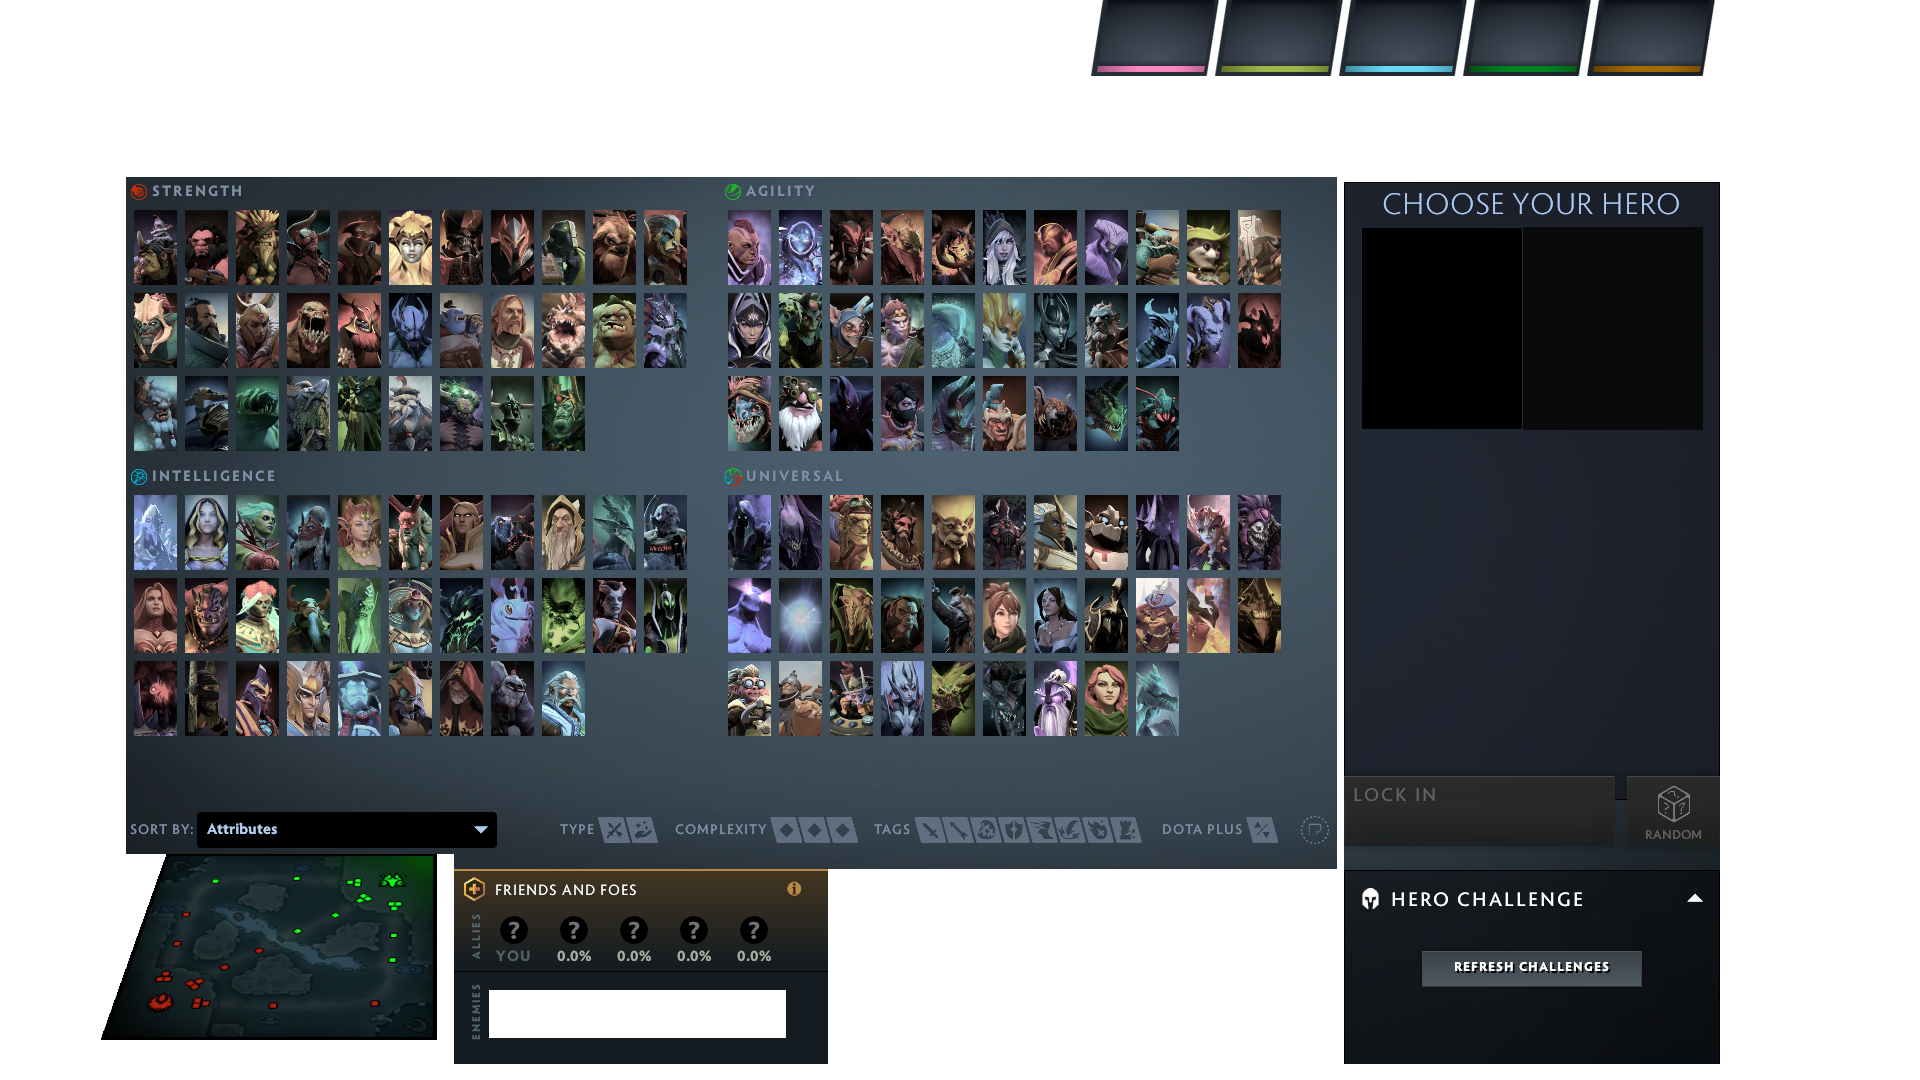 STRENGTH
AGILITY
CHOOSE YOUR HERO
INTELLIGENCE
UNIVERSAL
LOCK IN
RANDOM
SORT BY: Attributes
TYPE
COMPLEXITY
TAGS
DOTA PLUS
FRIENDS AND FOES
ALLIES
? ? ? ? ?
YOU 0.0% 0.0% 0.0% 0.0%
ENEMIES
HERO CHALLENGE
REFRESH CHALLENGES